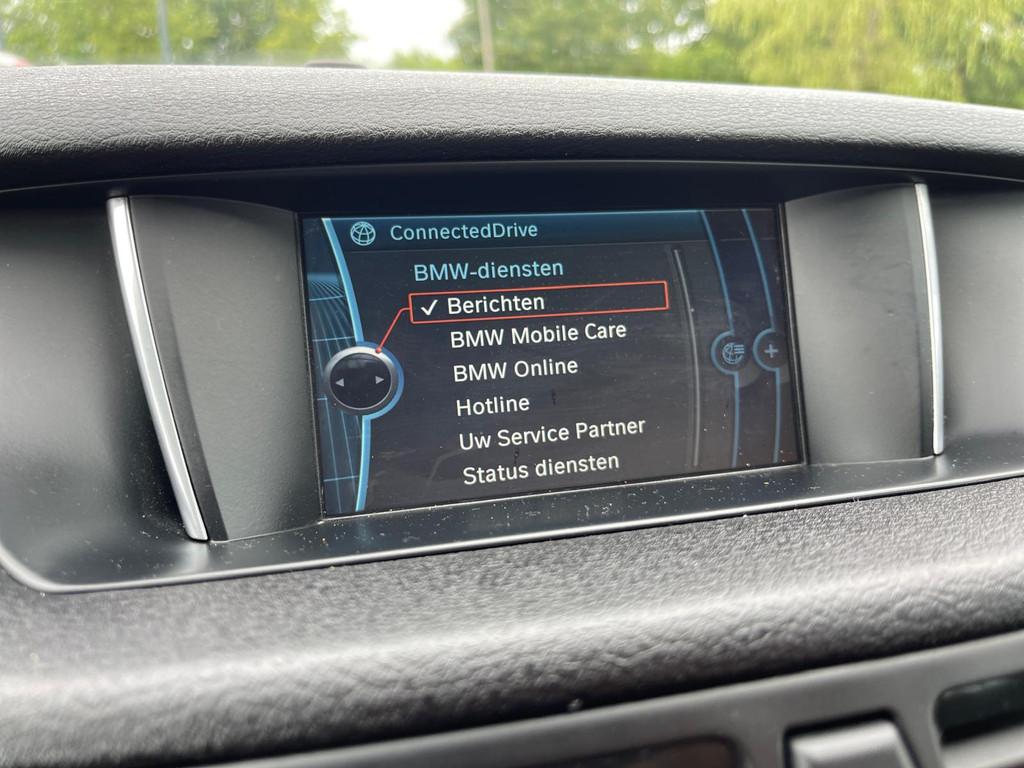 ConnectedDrive
BMW-diensten
Berichten
BMW Mobile Care
BMW Online
Hotline
Uw Service Partner
Status diensten